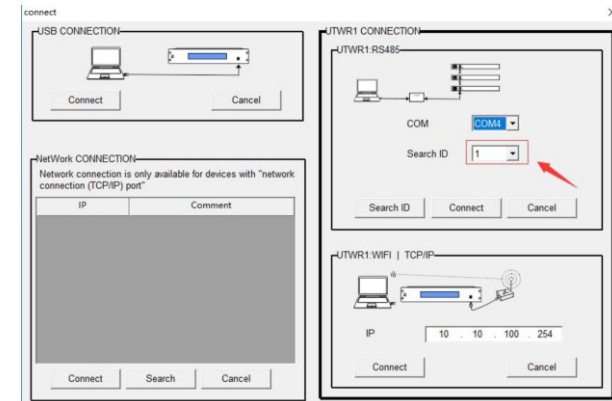 connect
USB CONNECTION
Connect
Cancel
NetWork CONNECTION
Network connection is only available for devices with "network
connection (TCP/IP) port"
IP
Comment
Connect
Search
Cancel
UTWR1 CONNECTION
UTWR1:RS485
COM
COM4
Search ID
1
Search ID
Connect
Cancel
UTWR1:WIFI | TCP/IP
IP
10 . 10 . 100 . 254
Connect
Cancel